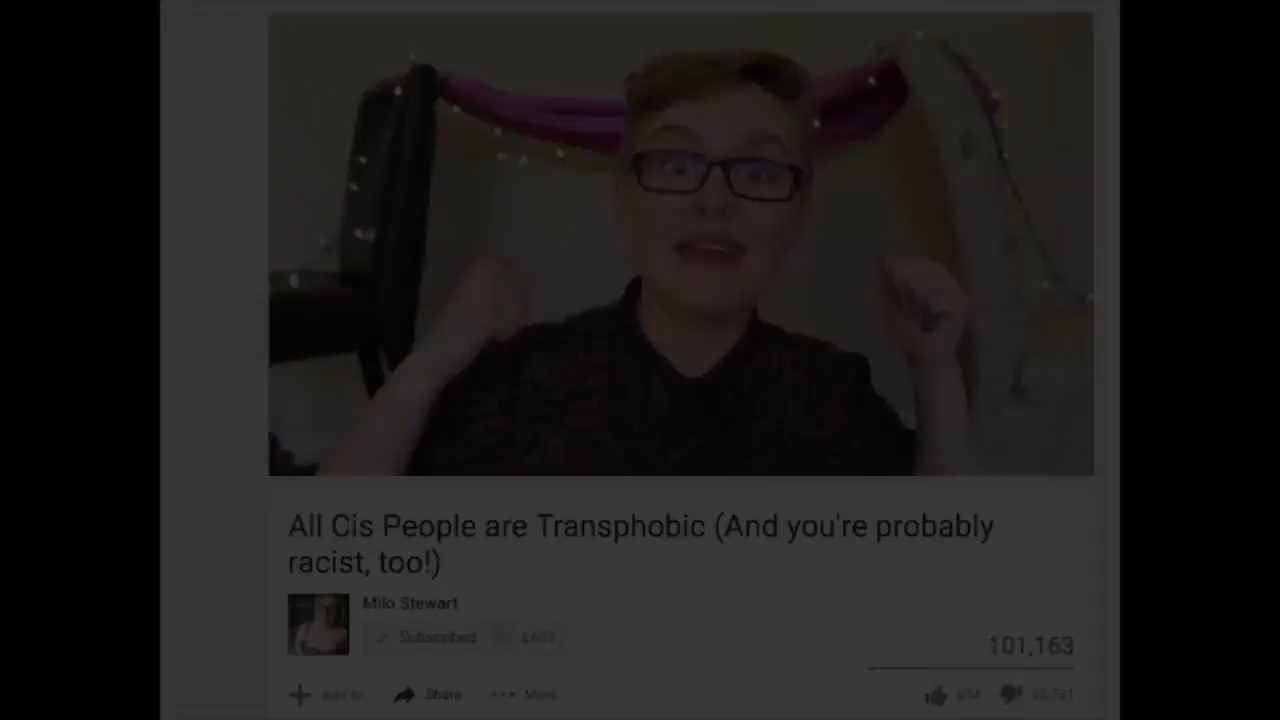 All Cis People are Transphobic (And you're probably
racist, too!)
Milo Stewart
Subscribed
101,163
Share
More